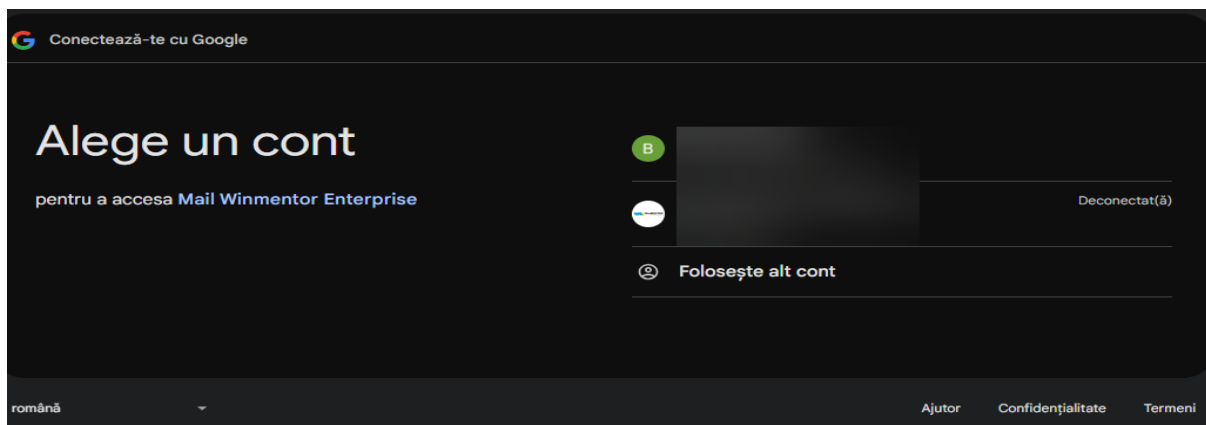 Conectează-te cu Google
Alege un cont
pentru a accesa Mail Winmentor Enterprise
B
Deconectat(ă)
Folosește alt cont
română
Ajutor Confidențialitate Termeni